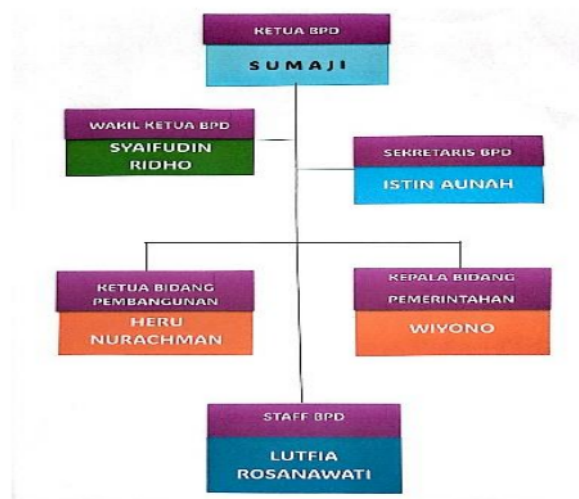 KETUA BPD
SUMAJI
WAKIL KETUA BPD
SYAIFUDIN
RIDHO
SEKRETARIS BPD
ISTIN AUNAH
KETUA BIDANG
PEMBANGUNAN
HERU
NURACHMAN
KEPALA BIDANG
PEMERINTAHAN
WIYONO
STAFF BPD
LUTFIA
ROSANAWATI